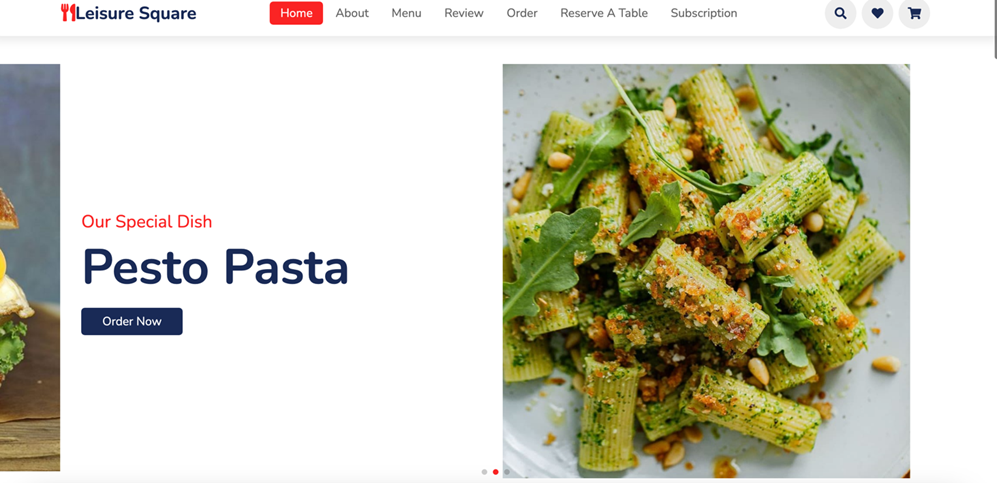 Leisure Square Home About Menu Review Order Reserve A Table Subscription
Our Special Dish
Pesto Pasta
Order Now